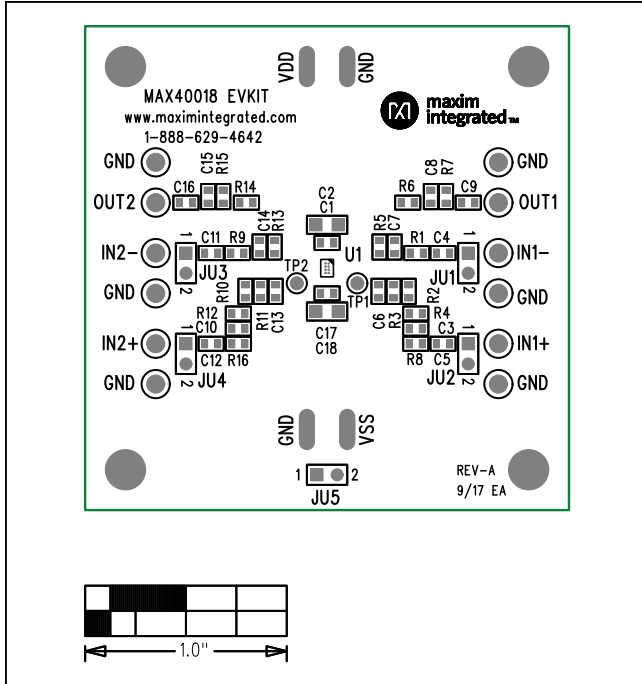 VDD GND
MAX40018 EVKIT
www.maximintegrated.com
1-888-629-4642
maxim
integrated™
GND C15 R15 C8 R7 GND
OUT2 C16 R14 C2 C1 R6 C9 OUT1
IN2- 1 C11 R9 C14 R13 U1 R5 C7 R1 C4 1 IN1-
JU3 2 TP2 JU1 2
GND R10 TP1 R2 GND
R12 R11 C13 C6 R3 R4
IN2+ 1 C10 C17 C3 1 IN1+
C12 R16 C18 R8 C5
GND 2 JU4 JU2 2 GND
GND VSS
1 2
JU5
REV-A
9/17 EA
1.0"